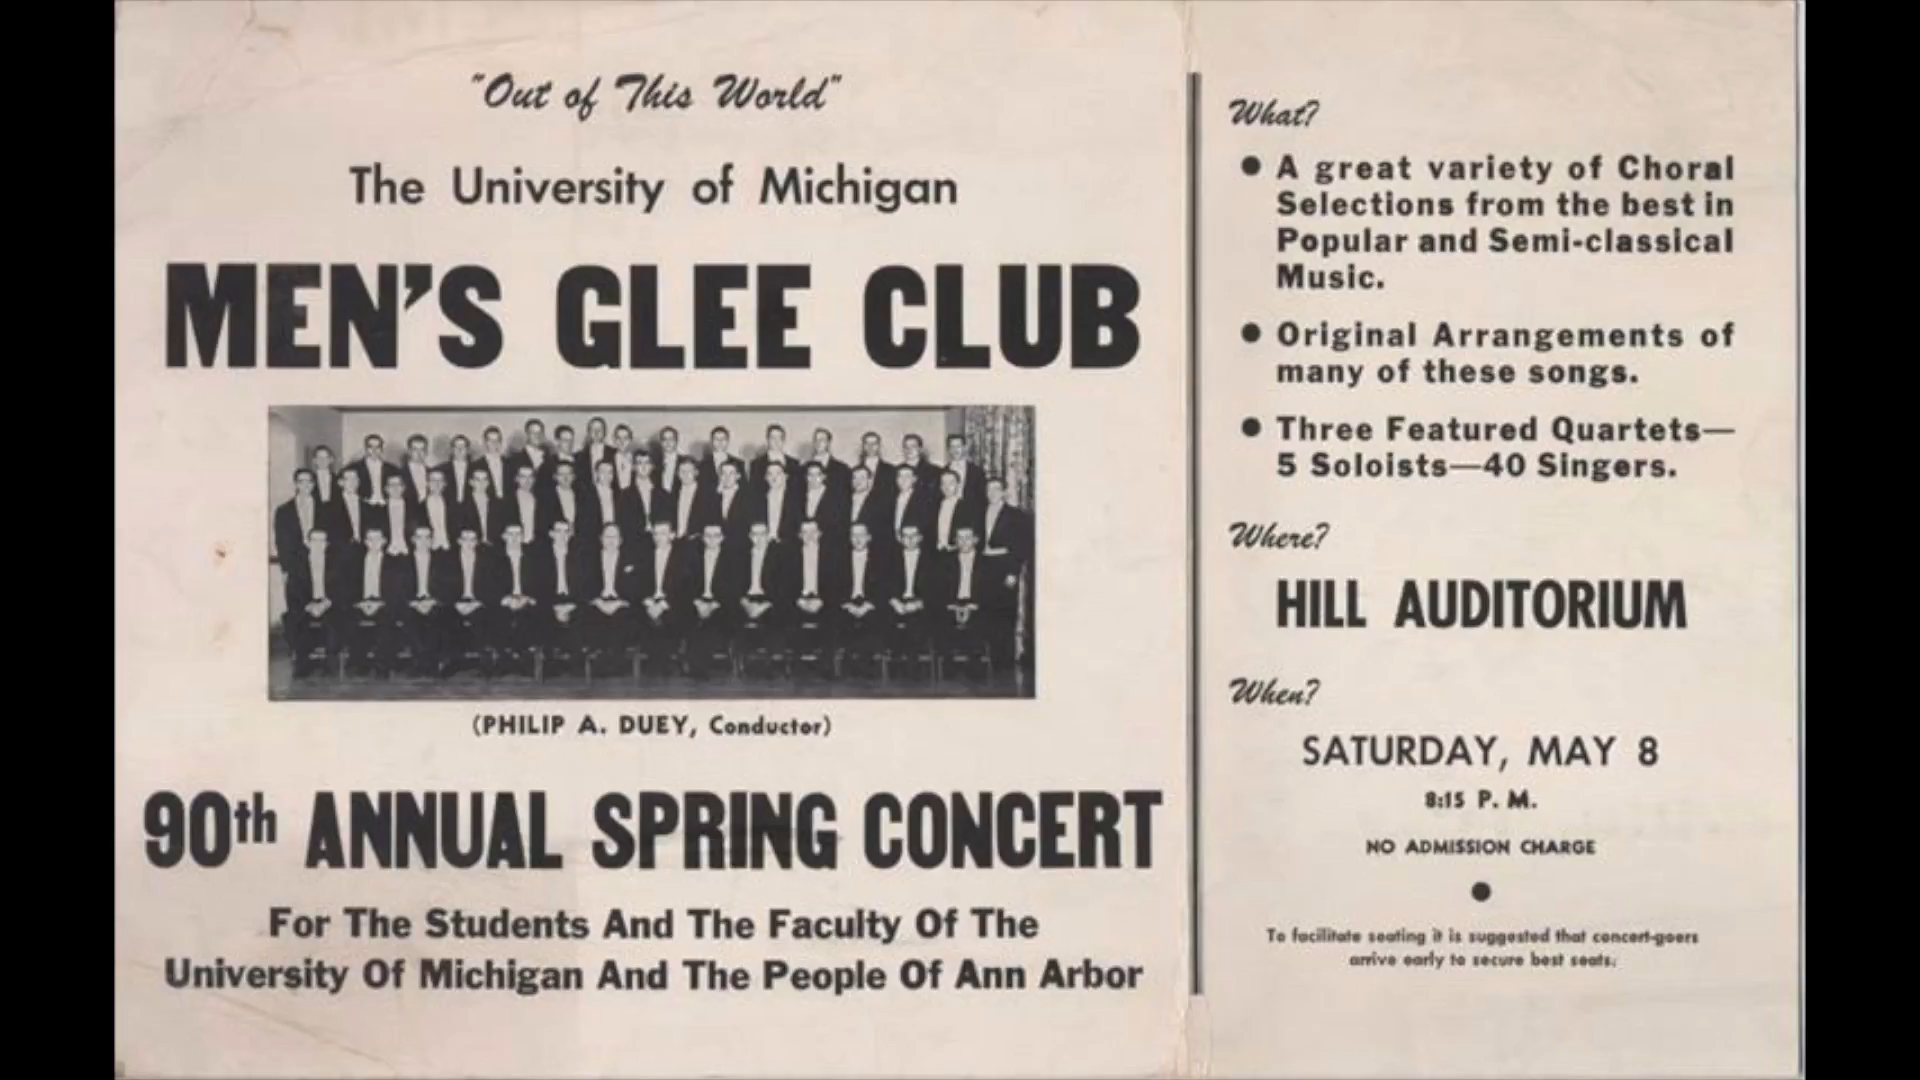 "Out of This World"
The University of Michigan
MEN'S GLEE CLUB
(PHILIP A. DUEY, Conductor)
90th ANNUAL SPRING CONCERT
For The Students And The Faculty Of The
University Of Michigan And The People Of Ann Arbor
What?
● A great variety of Choral
Selections from the best in
Popular and Semi-classical
Music.
● Original Arrangements of
many of these songs.
● Three Featured Quartets—
5 Soloists—40 Singers.
Where?
HILL AUDITORIUM
When?
SATURDAY, MAY 8
8:15 P. M.
NO ADMISSION CHARGE
To facilitate seating it is suggested that concert-goers
arrive early to secure best seats.